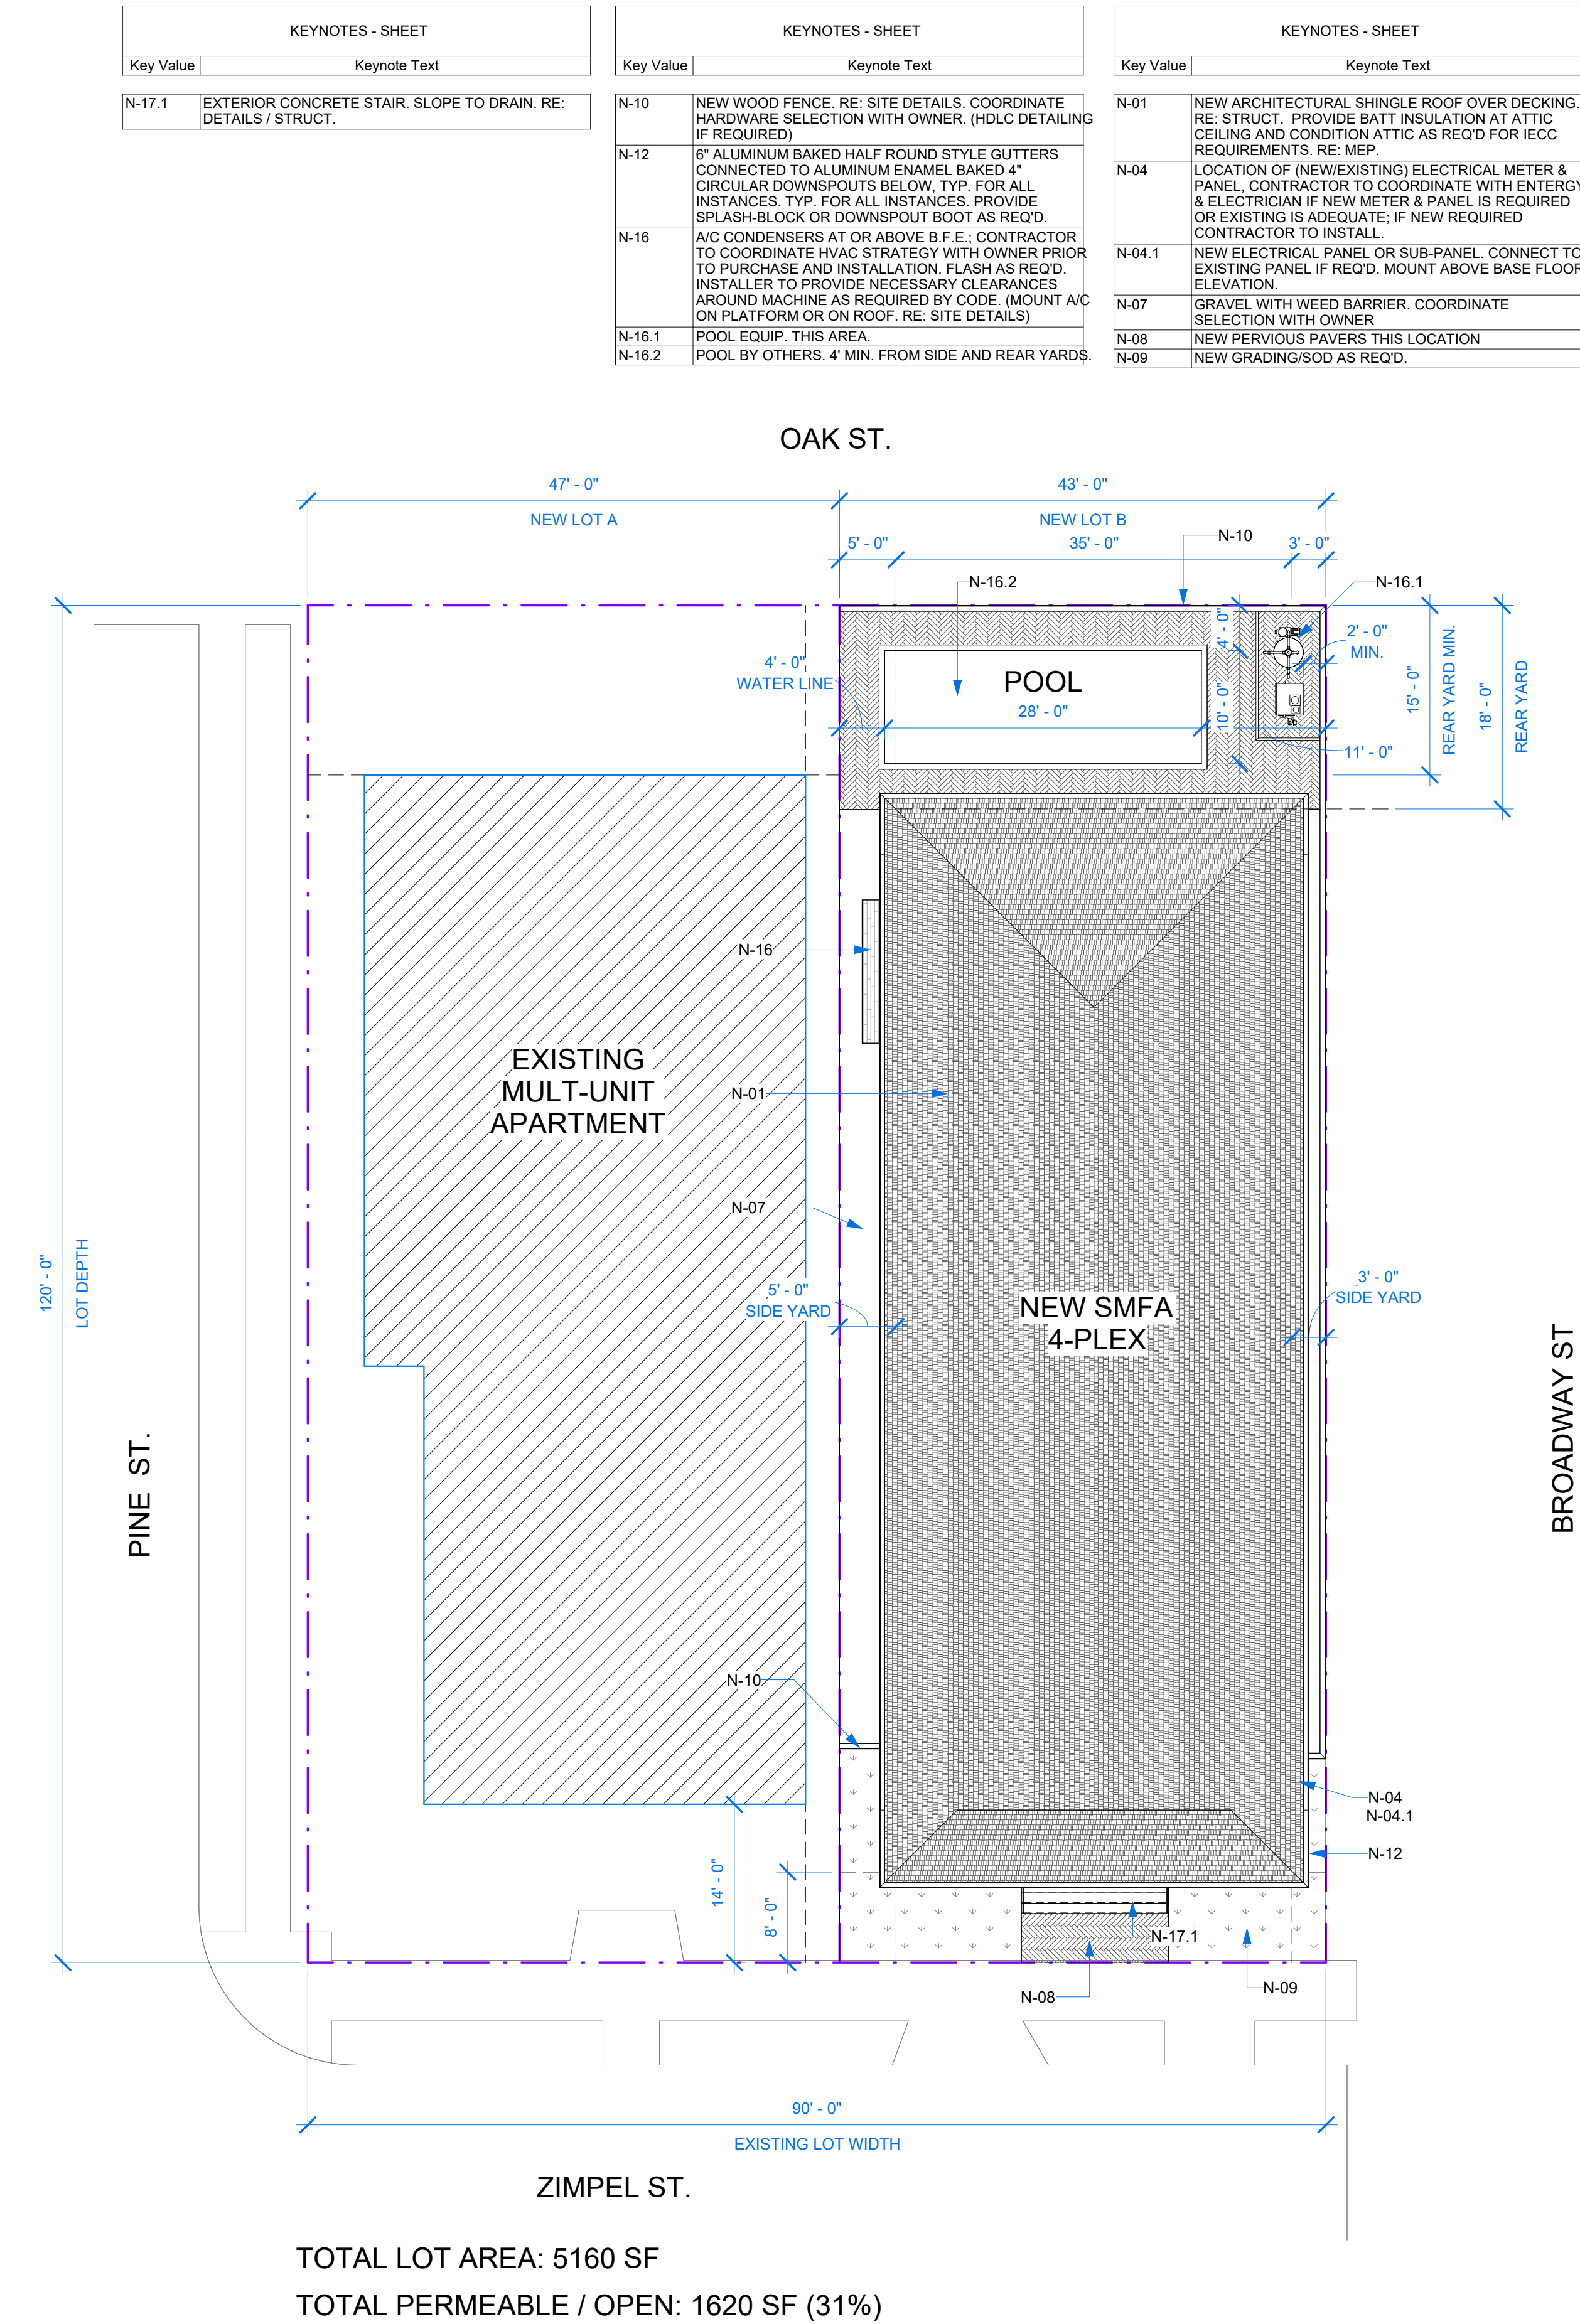 KEYNOTES - SHEET
Key Value Keynote Text
N-17.1 EXTERIOR CONCRETE STAIR. SLOPE TO DRAIN. RE:
DETAILS / STRUCT.
KEYNOTES - SHEET
Key Value Keynote Text
N-10 NEW WOOD FENCE. RE: SITE DETAILS. COORDINATE
HARDWARE SELECTION WITH OWNER. (HDLC DETAILING
IF REQUIRED)
N-12 6" ALUMINUM BAKED HALF ROUND STYLE GUTTERS
CONNECTED TO ALUMINUM ENAMEL BAKED 4"
CIRCULAR DOWNSPOUTS BELOW, TYP. FOR ALL
INSTANCES. TYP. FOR ALL INSTANCES. PROVIDE
SPLASH-BLOCK OR DOWNSPOUT BOOT AS REQ'D.
N-16 A/C CONDENSERS AT OR ABOVE B.F.E.; CONTRACTOR
TO COORDINATE HVAC STRATEGY WITH OWNER PRIOR
TO PURCHASE AND INSTALLATION. FLASH AS REQ'D.
INSTALLER TO PROVIDE NECESSARY CLEARANCES
AROUND MACHINE AS REQUIRED BY CODE. (MOUNT A/C
ON PLATFORM OR ON ROOF. RE: SITE DETAILS)
N-16.1 POOL EQUIP. THIS AREA.
N-16.2 POOL BY OTHERS. 4' MIN. FROM SIDE AND REAR YARDS.
KEYNOTES - SHEET
Key Value Keynote Text
N-01 NEW ARCHITECTURAL SHINGLE ROOF OVER DECKING.
RE: STRUCT. PROVIDE BATT INSULATION AT ATTIC
CEILING AND CONDITION ATTIC AS REQ'D FOR IECC
REQUIREMENTS. RE: MEP.
N-04 LOCATION OF (NEW/EXISTING) ELECTRICAL METER &
PANEL, CONTRACTOR TO COORDINATE WITH ENTERGY
& ELECTRICIAN IF NEW METER & PANEL IS REQUIRED
OR EXISTING IS ADEQUATE; IF NEW REQUIRED
CONTRACTOR TO INSTALL.
N-04.1 NEW ELECTRICAL PANEL OR SUB-PANEL. CONNECT TO
EXISTING PANEL IF REQ'D. MOUNT ABOVE BASE FLOOR
ELEVATION.
N-07 GRAVEL WITH WEED BARRIER. COORDINATE
SELECTION WITH OWNER
N-08 NEW PERVIOUS PAVERS THIS LOCATION
N-09 NEW GRADING/SOD AS REQ'D.
OAK ST.
47' - 0"
NEW LOT A
43' - 0"
NEW LOT B
5' - 0"
35' - 0"
3' - 0"
N-10
N-16.2
N-16.1
4' - 0"
2' - 0"
MIN.
4' - 0"
WATER LINE
POOL
28' - 0"
10' - 0"
11' - 0"
15' - 0"
REAR YARD MIN.
18' - 0"
REAR YARD
N-16
EXISTING
MULT-UNIT
APARTMENT
N-01
N-07
120' - 0"
LOT DEPTH
5' - 0"
SIDE YARD
NEW SMFA
4-PLEX
3' - 0"
SIDE YARD
PINE ST.
BROADWAY ST
N-10
N-04
N-04.1
N-12
14' - 0"
8' - 0"
N-17.1
N-08
N-09
90' - 0"
EXISTING LOT WIDTH
ZIMPEL ST.
TOTAL LOT AREA: 5160 SF
TOTAL PERMEABLE / OPEN: 1620 SF (31%)